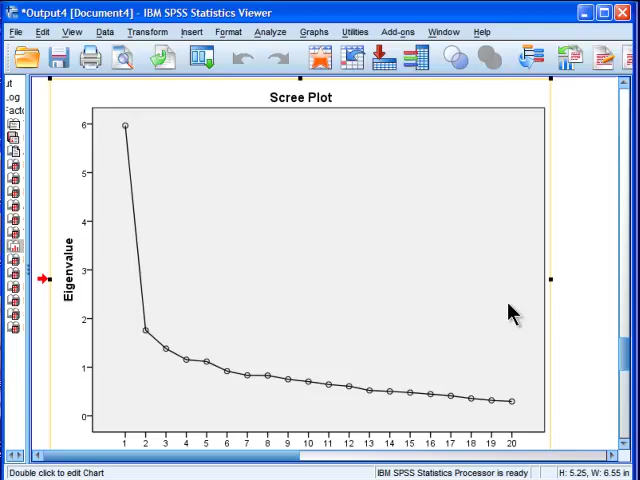 *Output4 [Document4] - IBM SPSS Statistics Viewer
File Edit View Data Transform Insert Format Analyze Graphs Utilities Add-ons Window Help
ut
Log
Facto
Scree Plot
Eigenvalue
6
5
4
3
2
1
0
1 2 3 4 5 6 7 8 9 10 11 12 13 14 15 16 17 18 19 20
Double click to edit Chart
IBM SPSS Statistics Processor is ready
H: 5.25, W: 6.55 in